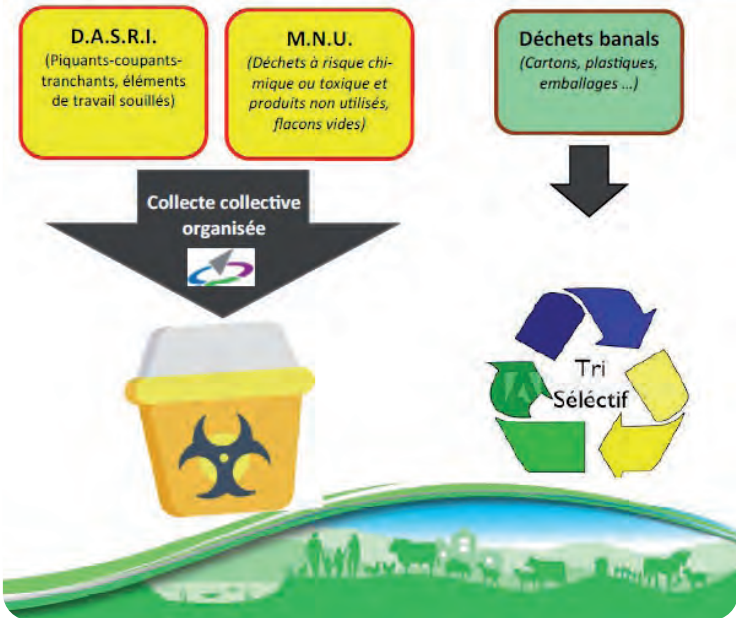 D.A.S.R.I.
(Piquants-coupants-
tranchants, éléments
de travail souillés)
M.N.U.
(Déchets à risque chi-
mique ou toxique et
produits non utilisés,
flacons vides)
Déchets banals
(Cartons, plastiques,
emballages ...)
Collecte collective
organisée
Tri
Séléctif